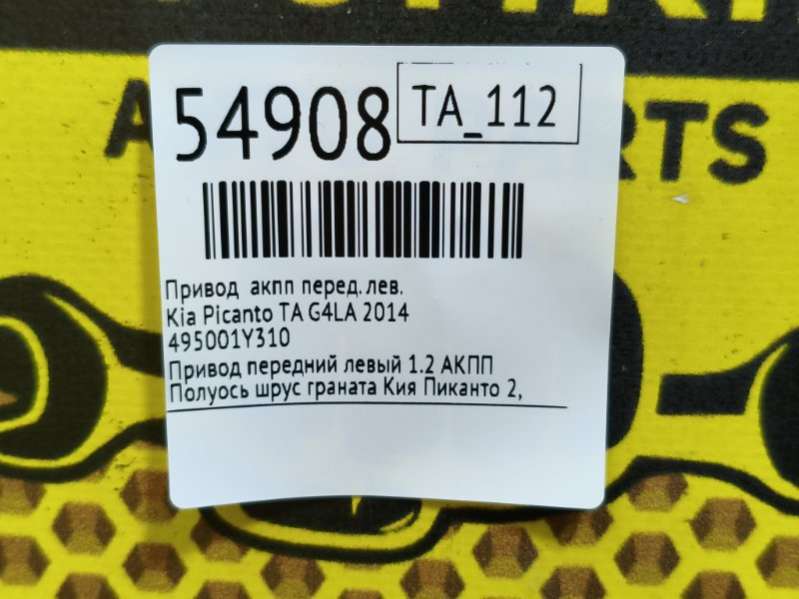 54908
TA_112
RTS
Привод акпп перед. лев.
Kia Picanto TA G4LA 2014
495001Y310
Привод передний левый 1.2 АКПП
Полуось шрус граната Кия Пиканто 2,